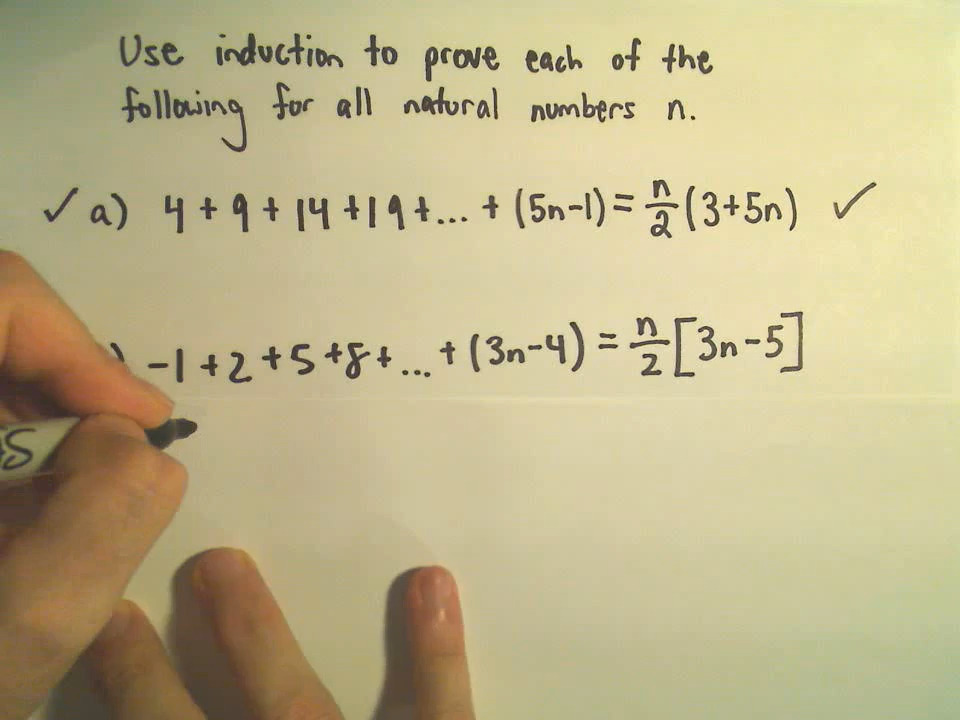 Use induction to prove each of the
following for all natural numbers n.
✓ a) 4 + 9 + 14 + 19 + ... + (5n-1) = n/2 (3+5n) ✓
) -1 + 2 + 5 + 8 + ... + (3n-4) = n/2 [3n-5]